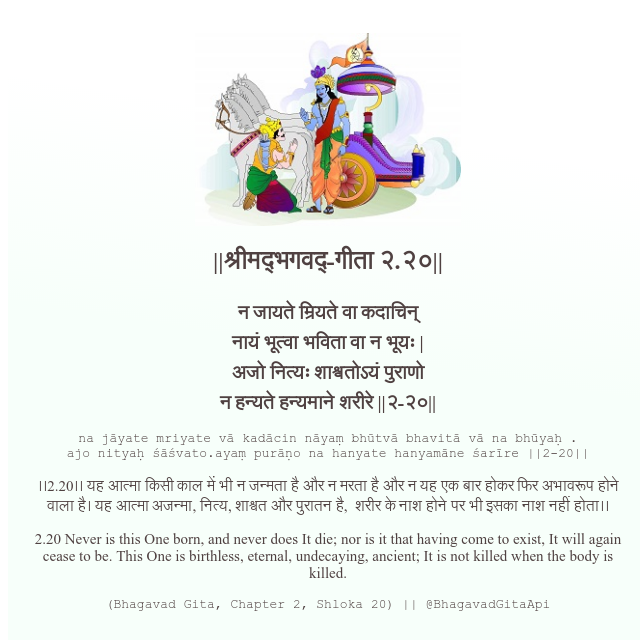 ||श्रीमद्‍भगवद्‍-गीता २.२०||
न जायते म्रियते वा कदाचिन्
नायं भूत्वा भविता वा न भूयः |
अजो नित्यः शाश्वतोऽयं पुराणो
न हन्यते हन्यमाने शरीरे ||२-२०||
na jāyate mriyate vā kadācin nāyaṃ bhūtvā bhavitā vā na bhūyaḥ .
ajo nityaḥ śāśvato.ayaṃ purāṇo na hanyate hanyamāne śarīre ||2-20||
।।2.20।। यह आत्मा किसी काल में भी न जन्मता है और न मरता है और न यह एक बार होकर फिर अभावरूप होने
वाला है। यह आत्मा अजन्मा, नित्य, शाश्वत और पुरातन है, शरीर के नाश होने पर भी इसका नाश नहीं होता।।
2.20 Never is this One born, and never does It die; nor is it that having come to exist, It will again
cease to be. This One is birthless, eternal, undecaying, ancient; It is not killed when the body is
killed.
(Bhagavad Gita, Chapter 2, Shloka 20) || @BhagavadGitaApi